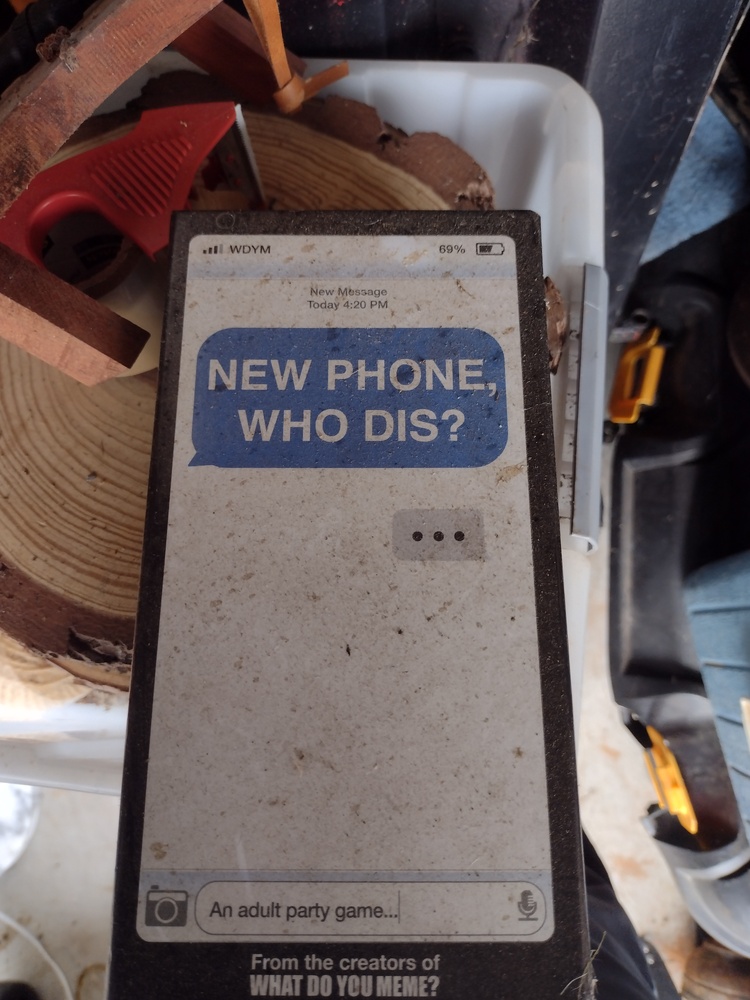 WDYM 69%
New Message
Today 4:20 PM
NEW PHONE,
WHO DIS?
An adult party game...
From the creators of
WHAT DO YOU MEME?